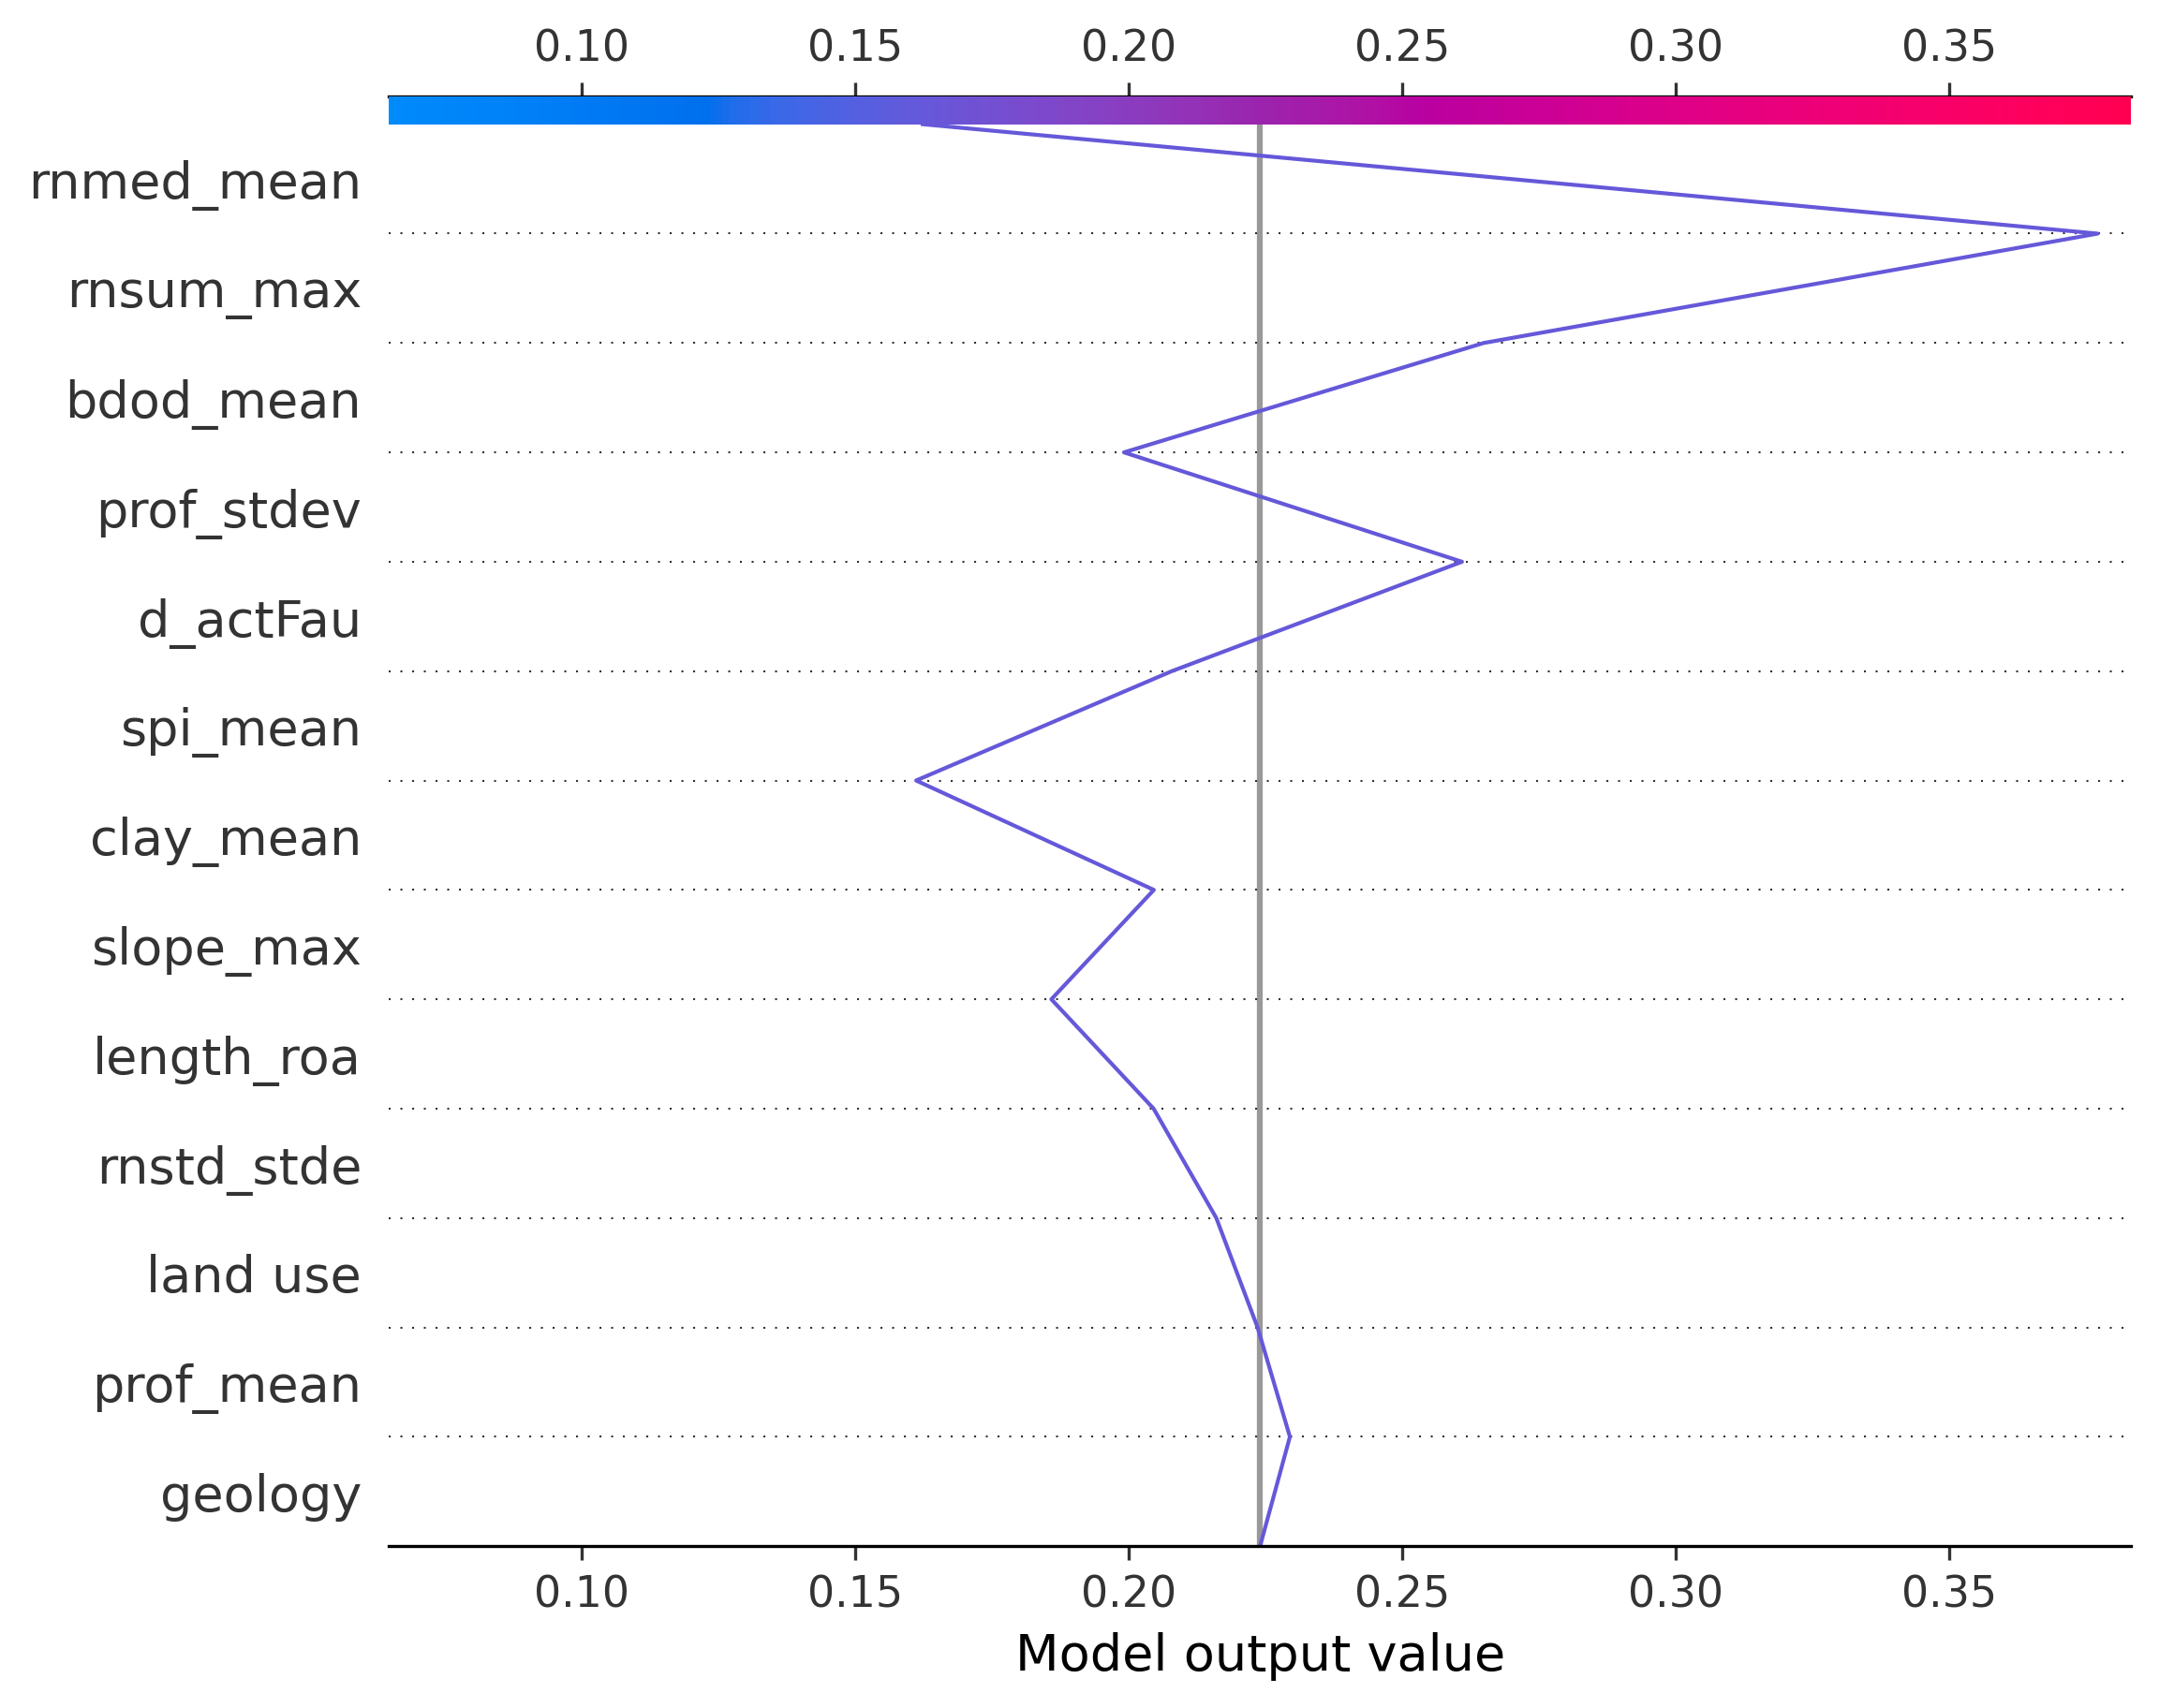 0.10 0.15 0.20 0.25 0.30 0.35
rnmed_mean
rnsum_max
bdod_mean
prof_stdev
d_actFau
spi_mean
clay_mean
slope_max
length_roa
rnstd_stde
land use
prof_mean
geology
0.10 0.15 0.20 0.25 0.30 0.35
Model output value